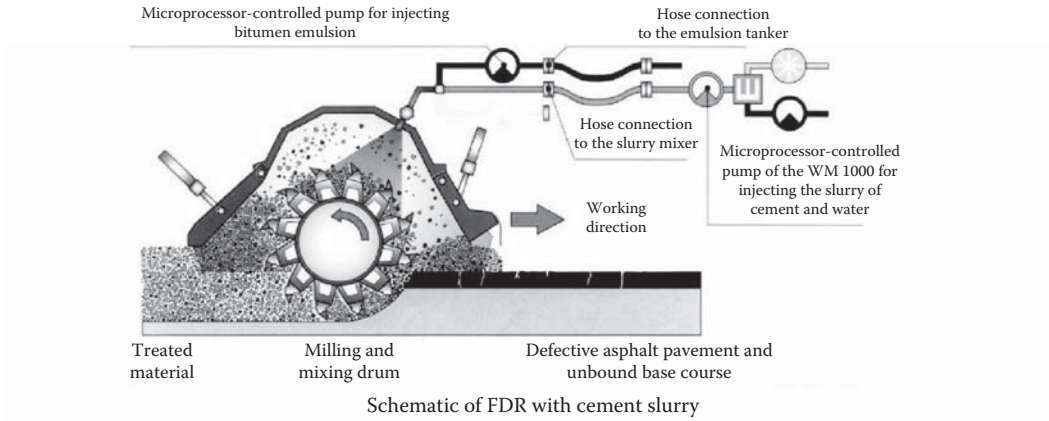 Microprocessor-controlled pump for injecting
bitumen emulsion
Hose connection
to the emulsion tanker
Hose connection
to the slurry mixer
Microprocessor-controlled
pump of the WM 1000 for
injecting the slurry of
cement and water
Working
direction
Treated
material
Milling and
mixing drum
Defective asphalt pavement and
unbound base course
Schematic of FDR with cement slurry